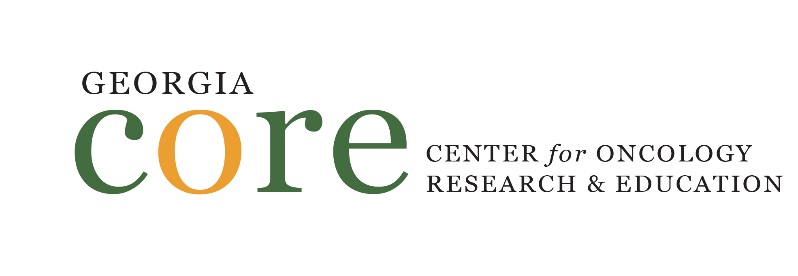 GEORGIA
core
CENTER for ONCOLOGY
RESEARCH & EDUCATION